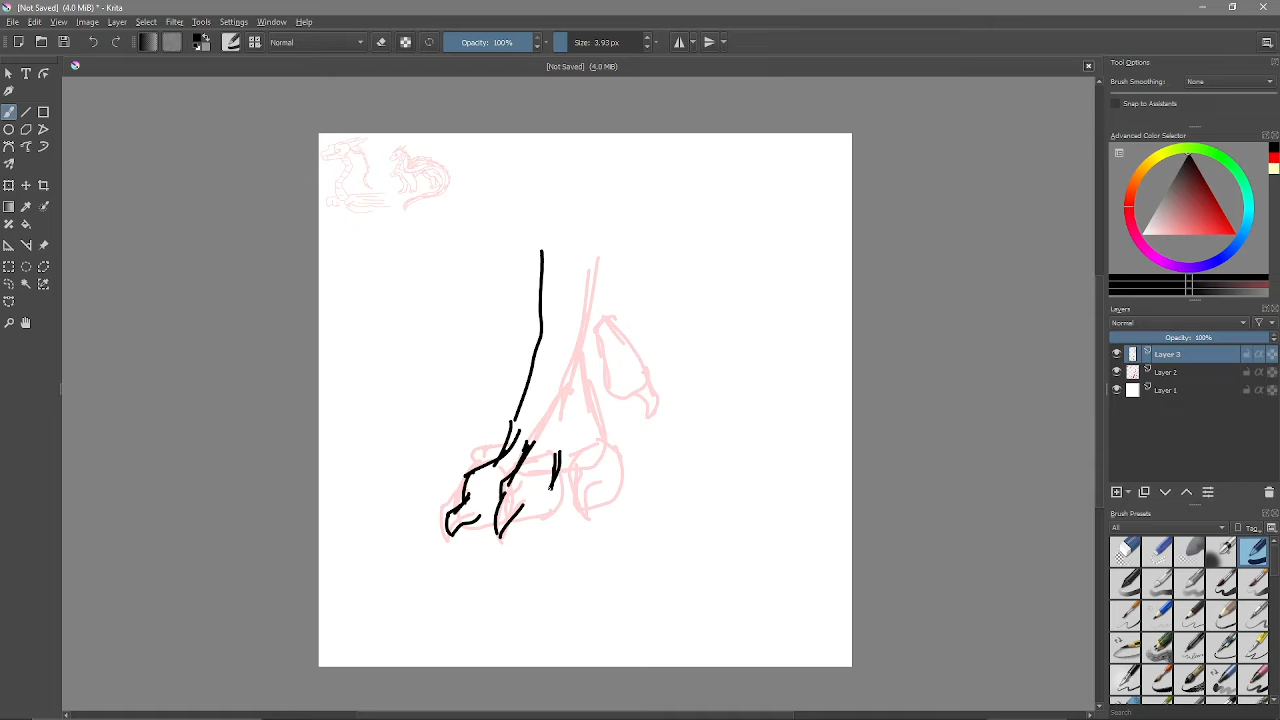 [Not Saved] (4.0 MiB) * - Krita
File Edit View Image Layer Select Filter Tools Settings Window Help
Normal
Opacity: 100%
Size: 3.93 px
[Not Saved] (4.0 MiB)
Tool Options
Brush Smoothing: None
Snap to Assistants
Advanced Color Selector
Layers
Normal
Opacity: 100%
Layer 3
Layer 2
Layer 1
Brush Presets
All
Tag
Search